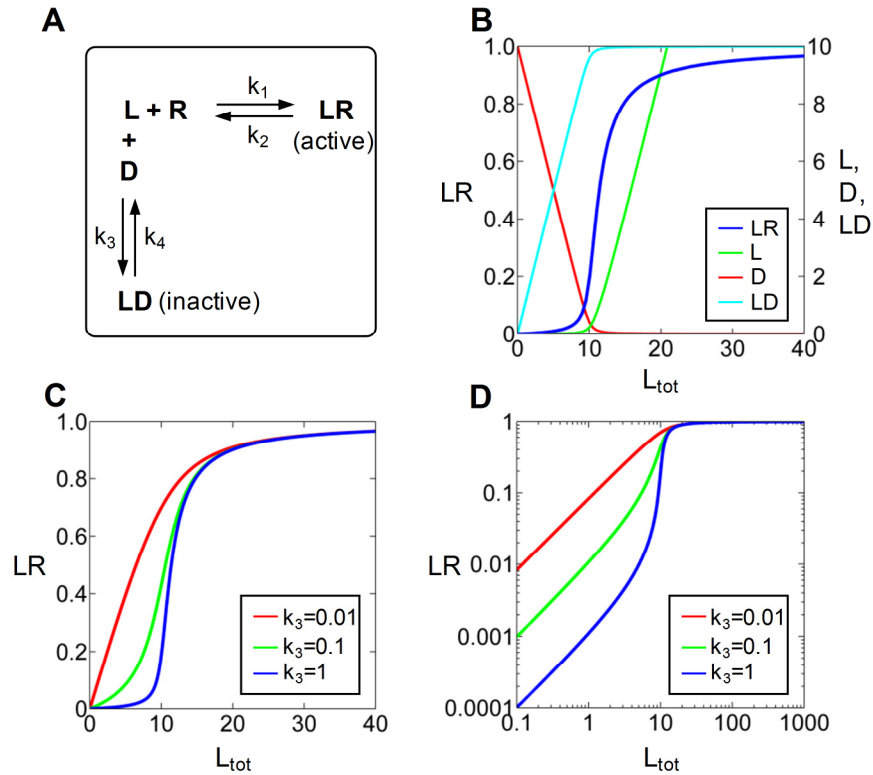 A
L + R
k1
k2
LR
(active)
+
D
k3
k4
LD (inactive)
B
1.0
0.8
0.6
0.4
0.2
0
LR
10
8
6
4
2
0
L,
D,
LD
LR
L
D
LD
0 10 20 30 40
Ltot
C
1.0
0.8
0.6
0.4
0.2
0
LR
k3=0.01
k3=0.1
k3=1
0 10 20 30 40
Ltot
D
1
0.1
0.01
0.001
0.0001
LR
k3=0.01
k3=0.1
k3=1
0.1 1 10 100 1000
Ltot